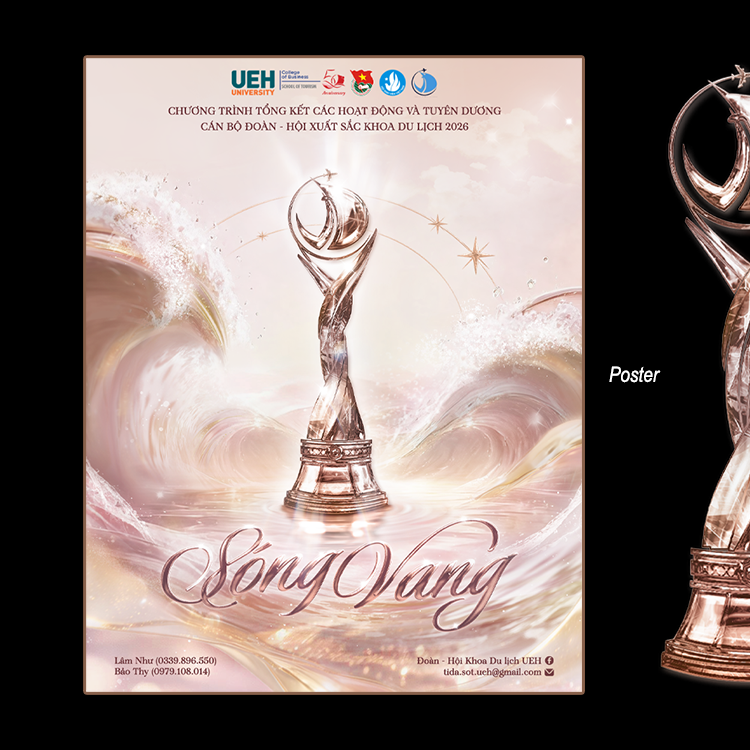 UEH
UNIVERSITY
College
of Business
SCHOOL OF TOURISM
50
Anniversary
CHƯƠNG TRÌNH TỔNG KẾT CÁC HOẠT ĐỘNG VÀ TUYÊN DƯƠNG
CÁN BỘ ĐOÀN - HỘI XUẤT SẮC KHOA DU LỊCH 2026
Poster
Sóng Vang
Lâm Như (0339.896.550)
Bảo Thy (0979.108.014)
Đoàn - Hội Khoa Du lịch UEH
tida.sot.ueh@gmail.com